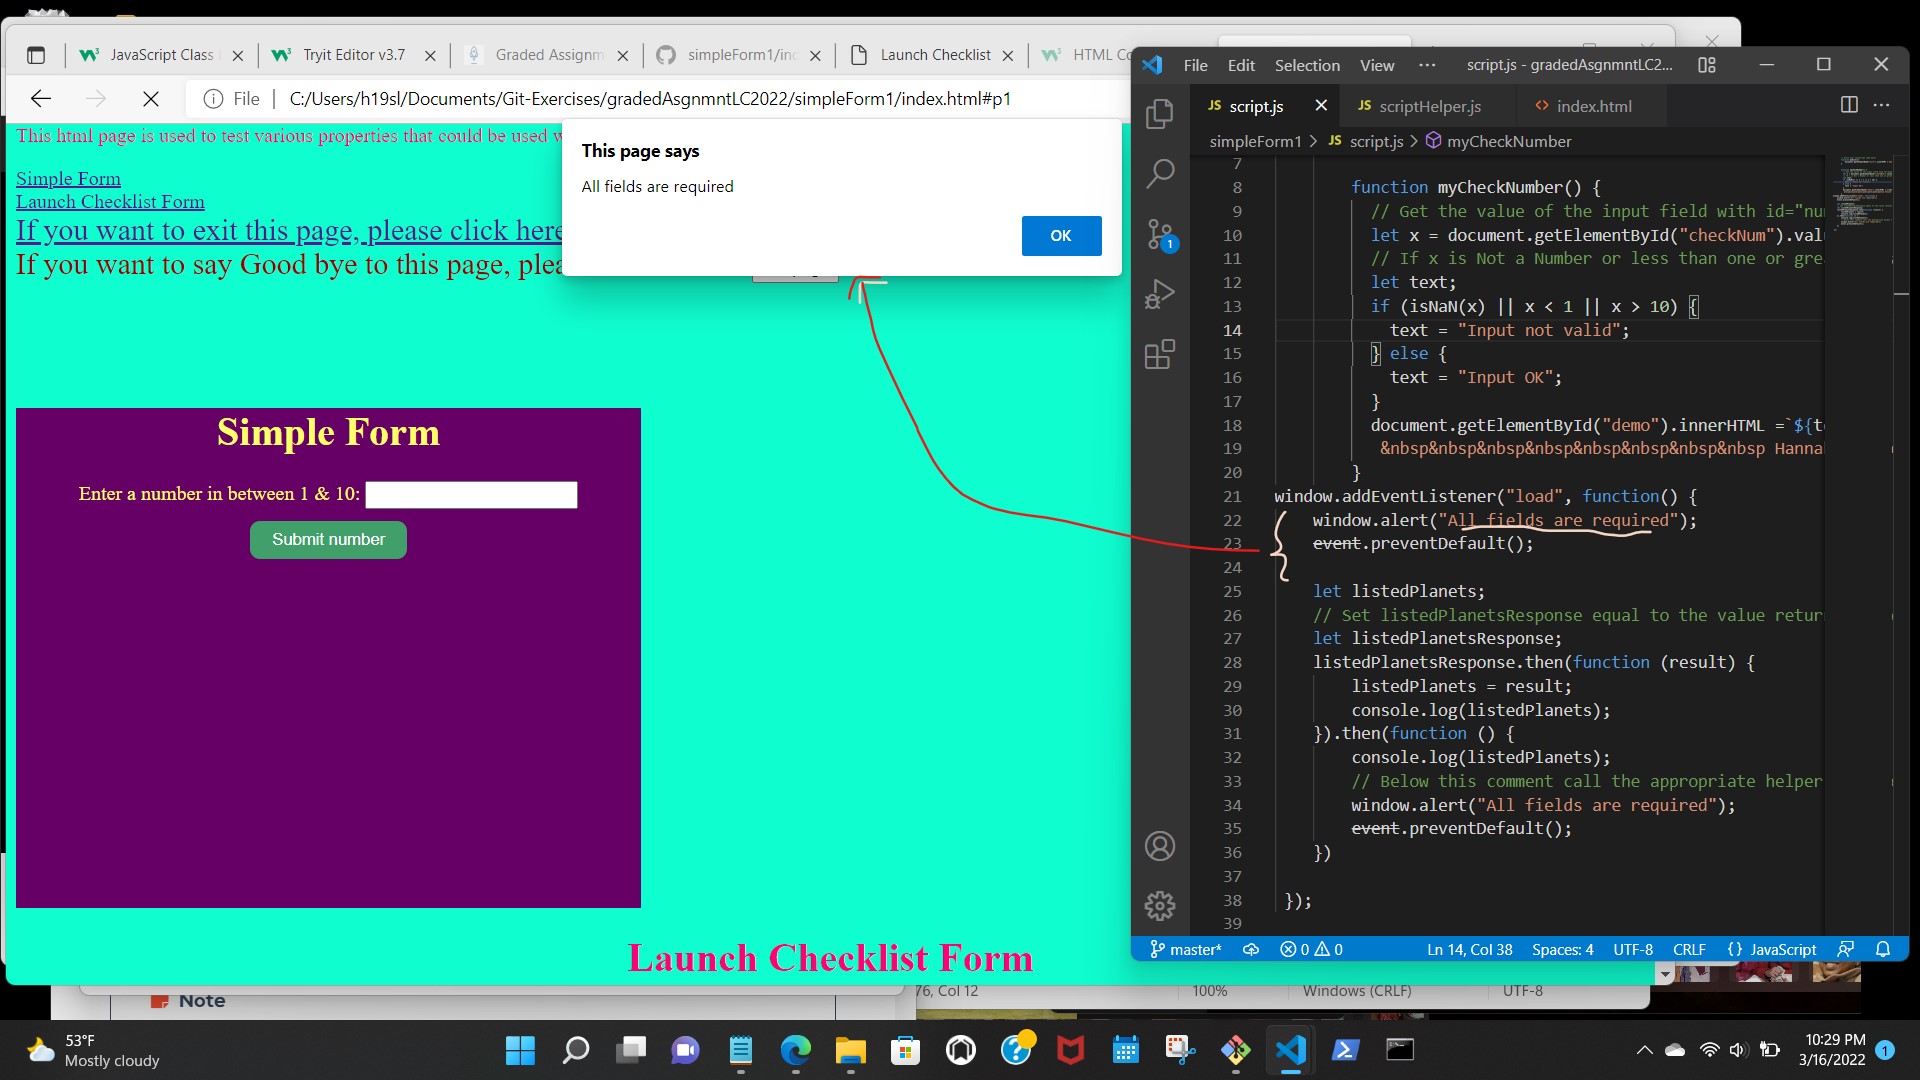 JavaScript Class
Tryit Editor v3.7
Graded Assignm
simpleForm1/inc
Launch Checklist
HTML Co
File
C:/Users/h19sl/Documents/Git-Exercises/gradedAsgnmntLC2022/simpleForm1/index.html#p1
This html page is used to test various properties that could be used w
Simple Form
Launch Checklist Form
If you want to exit this page, please click here
If you want to say Good bye to this page, plea
This page says
All fields are required
OK
Simple Form
Enter a number in between 1 & 10:
Submit number
Launch Checklist Form
File Edit Selection View ··· script.js - gradedAsgnmntLC2...
JS script.js
JS scriptHelper.js
<> index.html
simpleForm1 > JS script.js > myCheckNumber
7
8 function myCheckNumber() {
9 // Get the value of the input field with id="nu
10 let x = document.getElementById("checkNum").val
11 // If x is Not a Number or less than one or gre
12 let text;
13 if (isNaN(x) || x < 1 || x > 10) {
14 text = "Input not valid";
15 } else {
16 text = "Input OK";
17 }
18 document.getElementById("demo").innerHTML =`${t
19 &nbsp&nbsp&nbsp&nbsp&nbsp&nbsp&nbsp&nbsp Hanna
20 }
21 window.addEventListener("load", function() {
22 window.alert("All fields are required");
23 event.preventDefault();
24
25 let listedPlanets;
26 // Set listedPlanetsResponse equal to the value retur
27 let listedPlanetsResponse;
28 listedPlanetsResponse.then(function (result) {
29 listedPlanets = result;
30 console.log(listedPlanets);
31 }).then(function () {
32 console.log(listedPlanets);
33 // Below this comment call the appropriate helper
34 window.alert("All fields are required");
35 event.preventDefault();
36 })
37
38 });
39
master* 0 0 Ln 14, Col 38 Spaces: 4 UTF-8 CRLF {} JavaScript
Note
76, Col 12 100% Windows (CRLF) UTF-8
53°F
Mostly cloudy
10:29 PM
3/16/2022
1